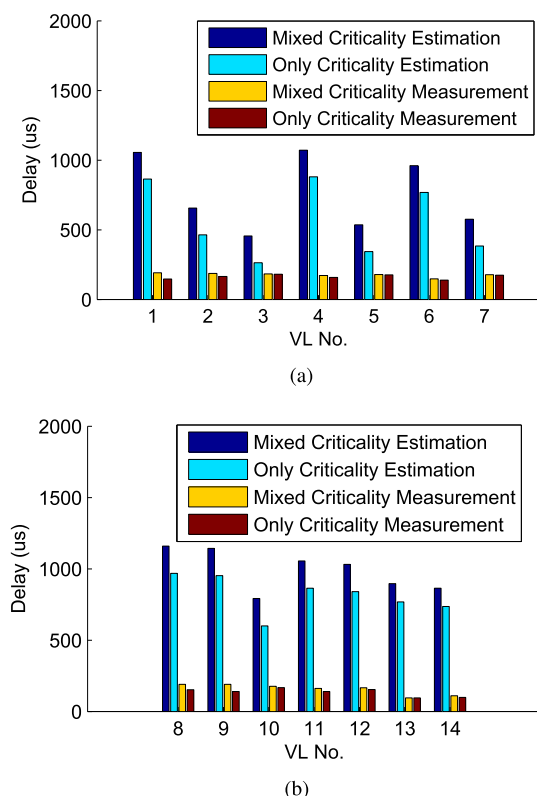 2000
1500
1000
500
0
Delay (us)
Mixed Criticality Estimation
Only Criticality Estimation
Mixed Criticality Measurement
Only Criticality Measurement
1 2 3 4 5 6 7
VL No.
(a)
2000
1500
1000
500
0
Delay (us)
Mixed Criticality Estimation
Only Criticality Estimation
Mixed Criticality Measurement
Only Criticality Measurement
8 9 10 11 12 13 14
VL No.
(b)